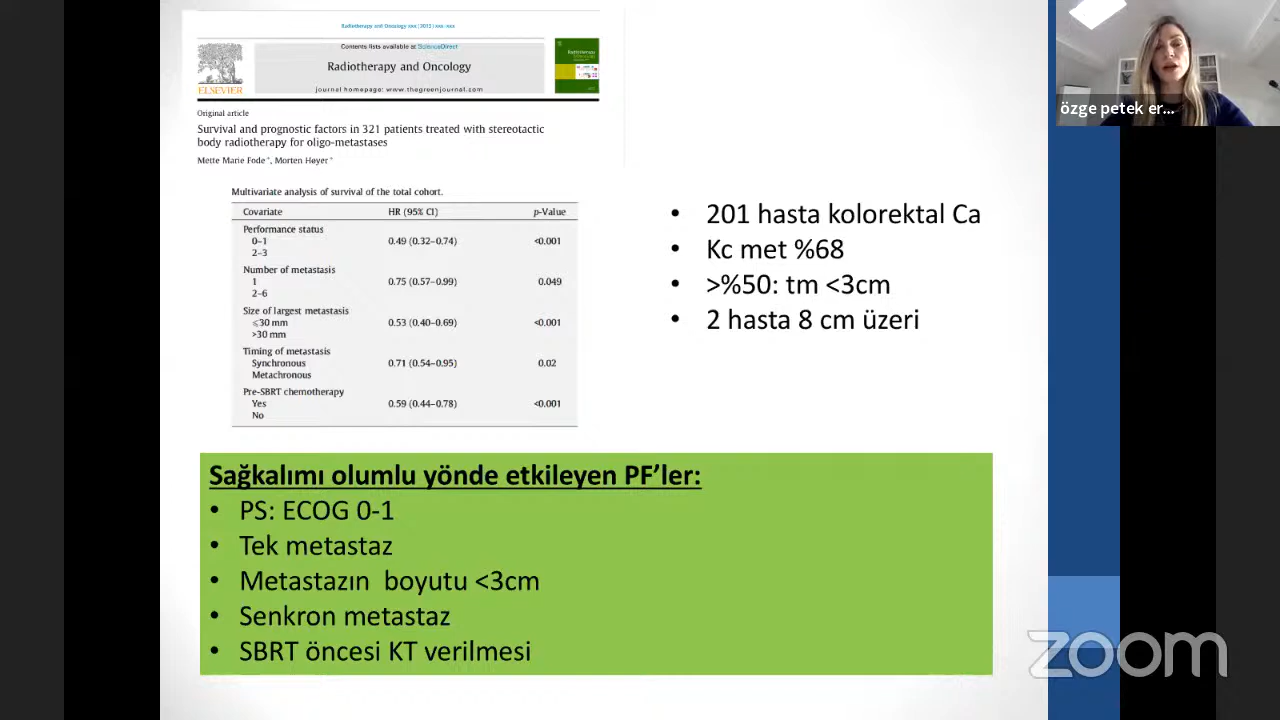 Radiotherapy and Oncology xxx (2012) xxx–xxx
Contents lists available at ScienceDirect
Radiotherapy and Oncology
journal homepage: www.thegreenjournal.com
ELSEVIER
Original article
Survival and prognostic factors in 321 patients treated with stereotactic
body radiotherapy for oligo-metastases
Mette Marie Fode *, Morten Høyer *
Multivariate analysis of survival of the total cohort.
Covariate HR (95% CI) p-Value
Performance status
0–1 0.49 (0.32–0.74) <0.001
2–3
Number of metastasis
1 0.75 (0.57–0.99) 0.049
2–6
Size of largest metastasis
⩽30 mm 0.53 (0.40–0.69) <0.001
>30 mm
Timing of metastasis
Synchronous 0.71 (0.54–0.95) 0.02
Metachronous
Pre-SBRT chemotherapy
Yes 0.59 (0.44–0.78) <0.001
No
• 201 hasta kolorektal Ca
• Kc met %68
• >%50: tm <3cm
• 2 hasta 8 cm üzeri
Sağkalımı olumlu yönde etkileyen PF’ler:
• PS: ECOG 0-1
• Tek metastaz
• Metastazın boyutu <3cm
• Senkron metastaz
• SBRT öncesi KT verilmesi
özge petek er...
zoom